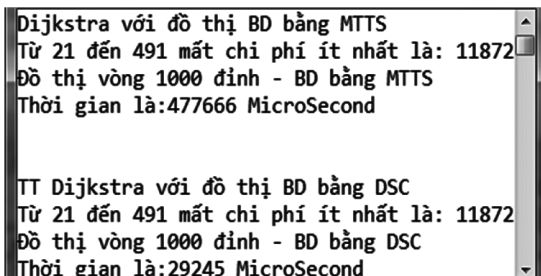 Dijkstra với đồ thị BD bằng MTTS
Từ 21 đến 491 mất chi phí ít nhất là: 11872
Đồ thị vòng 1000 đỉnh - BD bằng MTTS
Thời gian là:477666 MicroSecond
TT Dijkstra với đồ thị BD bằng DSC
Từ 21 đến 491 mất chi phí ít nhất là: 11872
Đồ thị vòng 1000 đỉnh - BD bằng DSC
Thời gian là:29245 MicroSecond